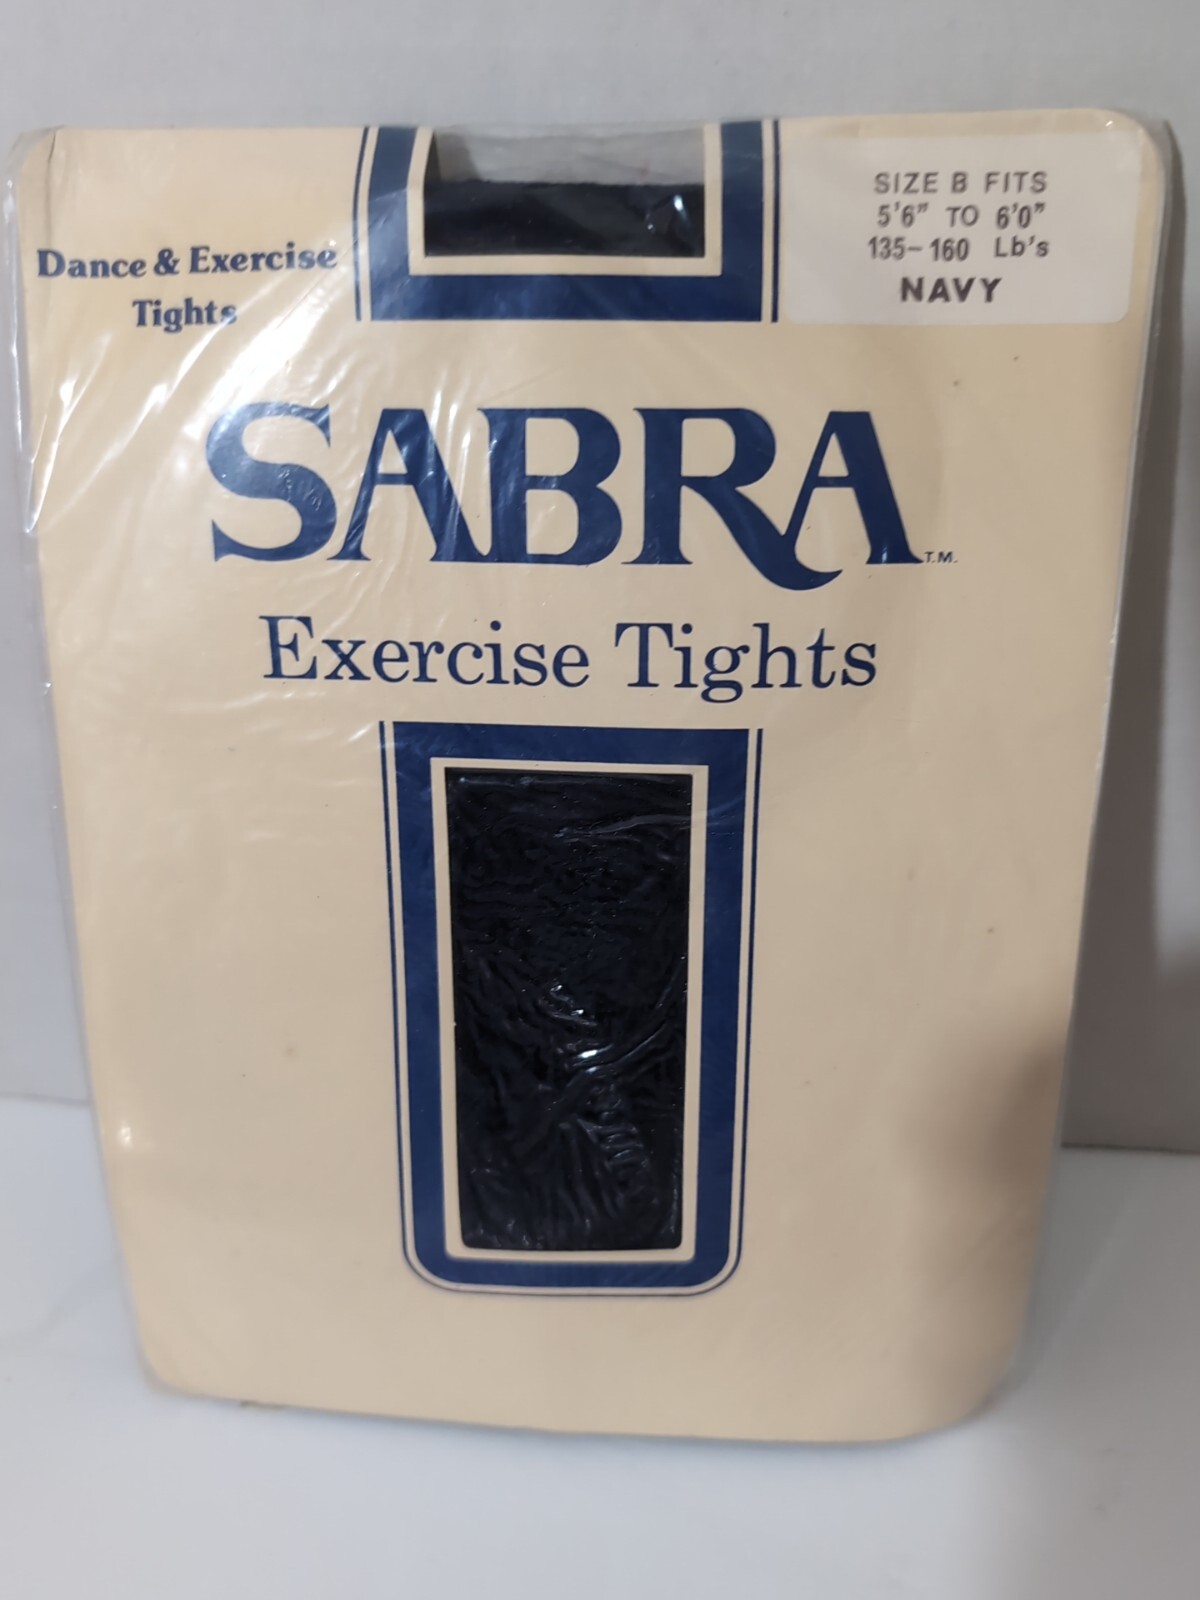 Dance & Exercise
Tights
SIZE B FITS
5'6" TO 6'0"
135-160 Lb's
NAVY
SABRA T.M.
Exercise Tights